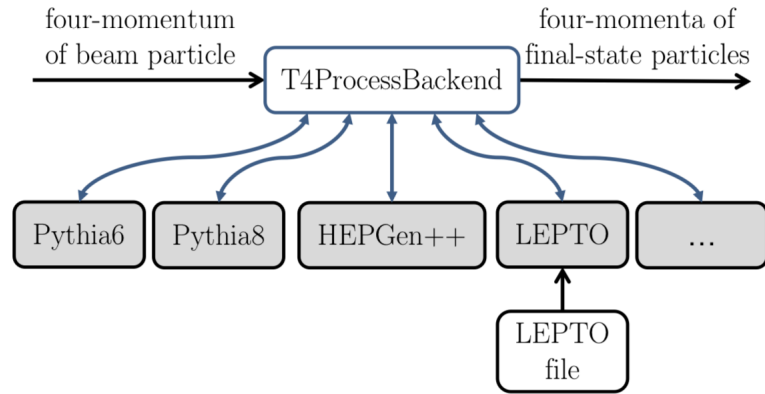 four-momentum
of beam particle
four-momenta of
final-state particles
T4ProcessBackend
Pythia6
Pythia8
HEPGen++
LEPTO
...
LEPTO
file